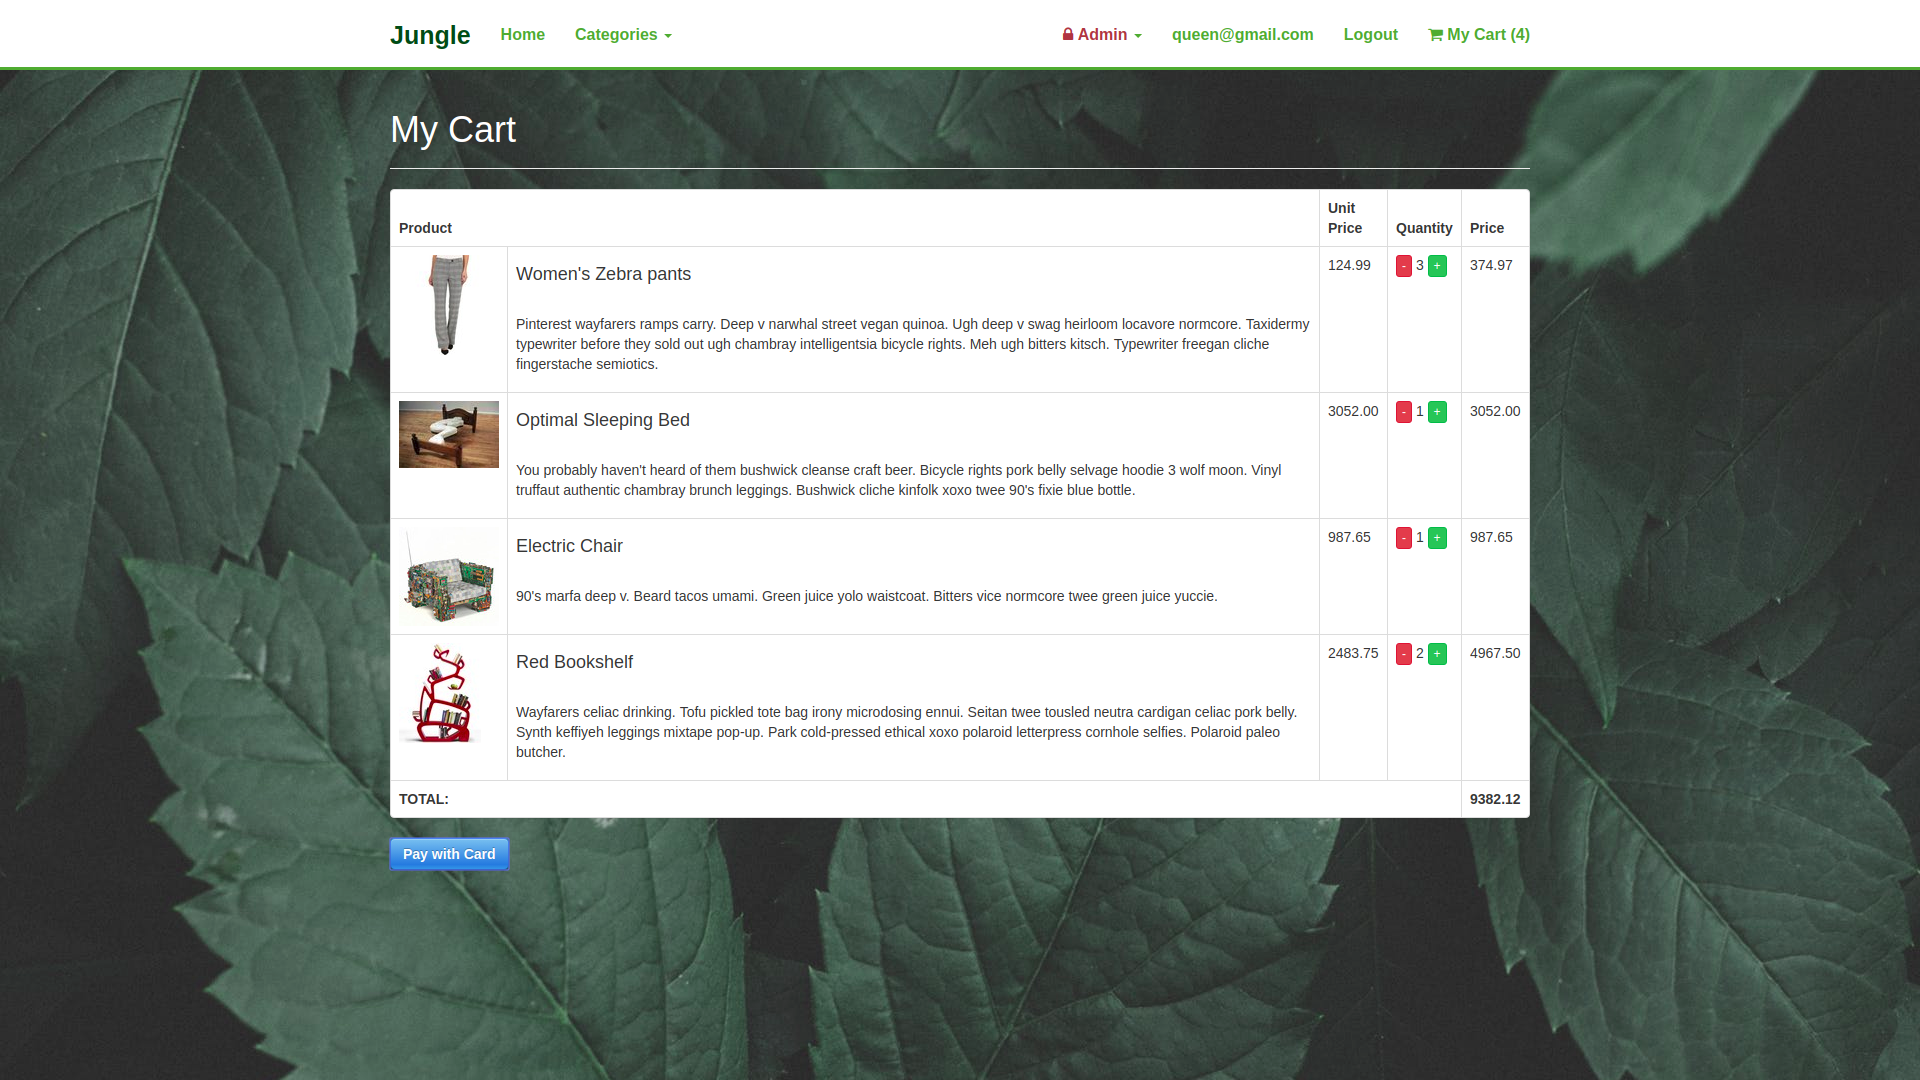 Jungle Home Categories Admin queen@gmail.com Logout My Cart (4)
My Cart
Product Unit Price Quantity Price
Women's Zebra pants 124.99 - 3 + 374.97
Pinterest wayfarers ramps carry. Deep v narwhal street vegan quinoa. Ugh deep v swag heirloom locavore normcore. Taxidermy
typewriter before they sold out ugh chambray intelligentsia bicycle rights. Meh ugh bitters kitsch. Typewriter freegan cliche
fingerstache semiotics.
Optimal Sleeping Bed 3052.00 - 1 + 3052.00
You probably haven't heard of them bushwick cleanse craft beer. Bicycle rights pork belly selvage hoodie 3 wolf moon. Vinyl
truffaut authentic chambray brunch leggings. Bushwick cliche kinfolk xoxo twee 90's fixie blue bottle.
Electric Chair 987.65 - 1 + 987.65
90's marfa deep v. Beard tacos umami. Green juice yolo waistcoat. Bitters vice normcore twee green juice yuccie.
Red Bookshelf 2483.75 - 2 + 4967.50
Wayfarers celiac drinking. Tofu pickled tote bag irony microdosing ennui. Seitan twee tousled neutra cardigan celiac pork belly.
Synth keffiyeh leggings mixtape pop-up. Park cold-pressed ethical xoxo polaroid letterpress cornhole selfies. Polaroid paleo
butcher.
TOTAL: 9382.12
Pay with Card